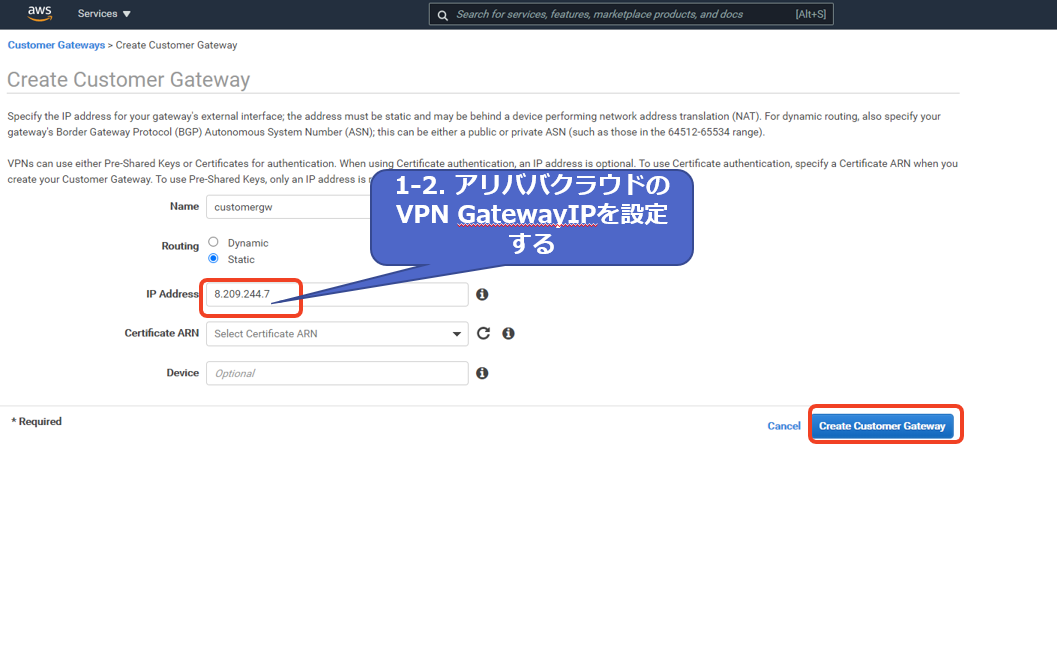 aws Services Search for services, features, marketplace products, and docs [Alt+S]
Customer Gateways > Create Customer Gateway
Create Customer Gateway
Specify the IP address for your gateway's external interface; the address must be static and may be behind a device performing network address translation (NAT). For dynamic routing, also specify your
gateway's Border Gateway Protocol (BGP) Autonomous System Number (ASN); this can be either a public or private ASN (such as those in the 64512-65534 range).
VPNs can use either Pre-Shared Keys or Certificates for authentication. When using Certificate authentication, an IP address is optional. To use Certificate authentication, specify a Certificate ARN when you
create your Customer Gateway. To use Pre-Shared Keys, only an IP address is
1-2. アリババクラウドの
VPN GatewayIPを設定
する
Name customergw
Routing Dynamic
Static
IP Address 8.209.244.7
Certificate ARN Select Certificate ARN
Device Optional
* Required
Cancel Create Customer Gateway